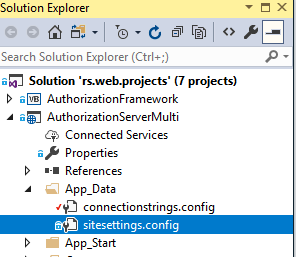 Solution Explorer
Search Solution Explorer (Ctrl+;)
Solution 'rs.web.projects' (7 projects)
VB AuthorizationFramework
AuthorizationServerMulti
Connected Services
Properties
References
App_Data
connectionstrings.config
sitesettings.config
App_Start